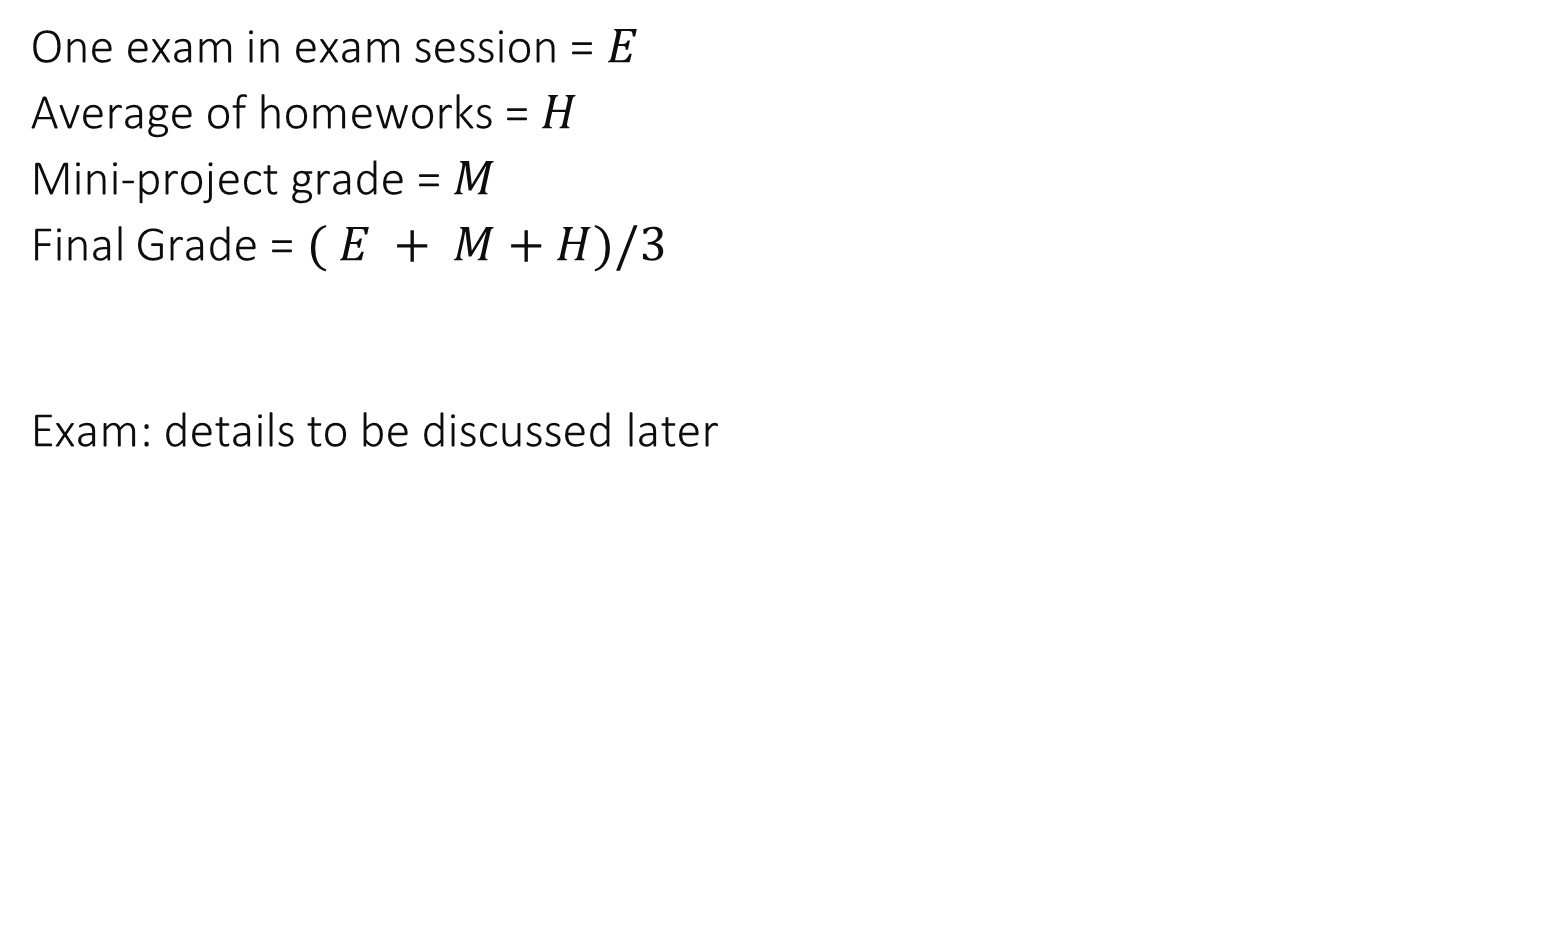 One exam in exam session = E
Average of homeworks = H
Mini-project grade = M
Final Grade = ( E + M + H)/3
Exam: details to be discussed later